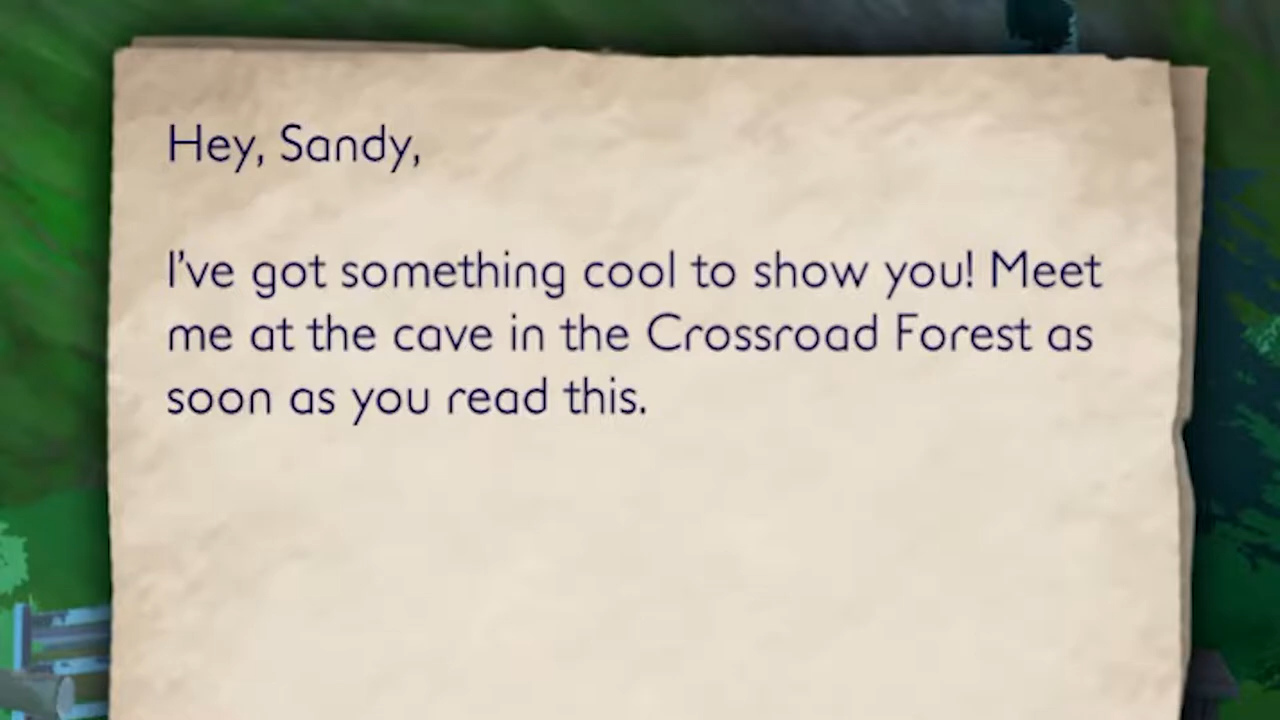 Hey, Sandy,
I've got something cool to show you! Meet
me at the cave in the Crossroad Forest as
soon as you read this.